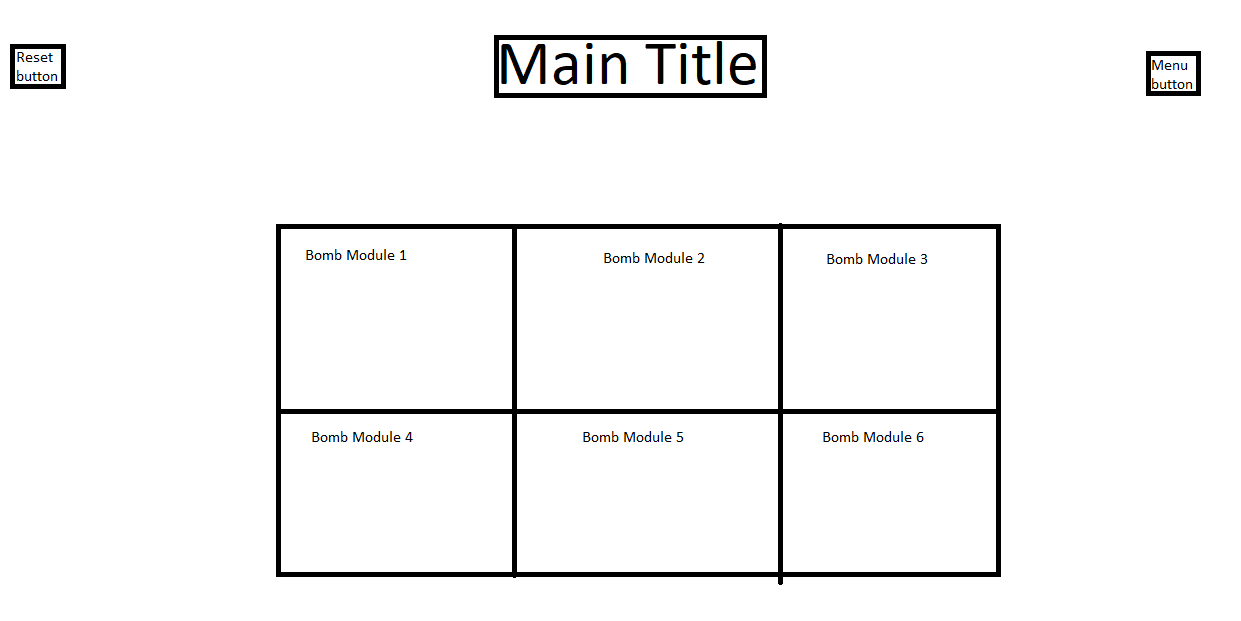 Reset
button
Main Title
Menu
button
Bomb Module 1
Bomb Module 2
Bomb Module 3
Bomb Module 4
Bomb Module 5
Bomb Module 6